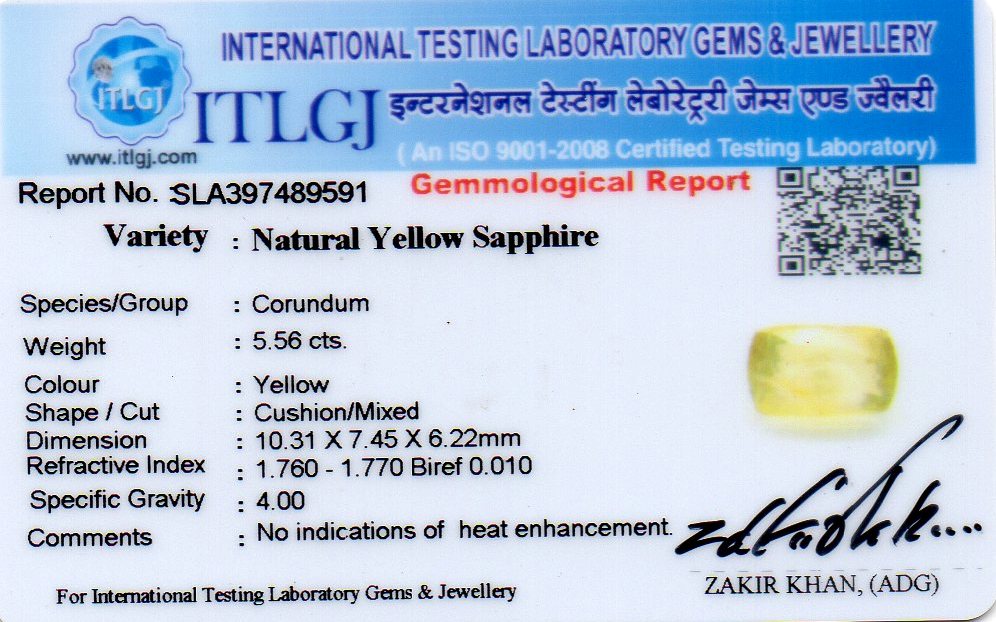 INTERNATIONAL TESTING LABORATORY GEMS & JEWELLERY
ITLGJ
ITLGJ
इन्टरनेशनल टेस्टींग लेबोरेट्ररी जेम्स एण्ड ज्वैलरी
www.itlgj.com
( An ISO 9001-2008 Certified Testing Laboratory)
Report No. :SLA397489591
Gemmological Report
Variety : Natural Yellow Sapphire
Species/Group : Corundum
Weight : 5.56 cts.
Colour : Yellow
Shape / Cut : Cushion/Mixed
Dimension : 10.31 X 7.45 X 6.22mm
Refractive Index : 1.760 - 1.770 Biref 0.010
Specific Gravity : 4.00
Comments : No indications of heat enhancement.
ZAKIR KHAN, (ADG)
For International Testing Laboratory Gems & Jewellery